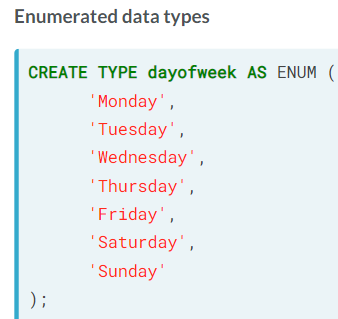 Enumerated data types
CREATE TYPE dayofweek AS ENUM (
'Monday',
'Tuesday',
'Wednesday',
'Thursday',
'Friday',
'Saturday',
'Sunday'
);